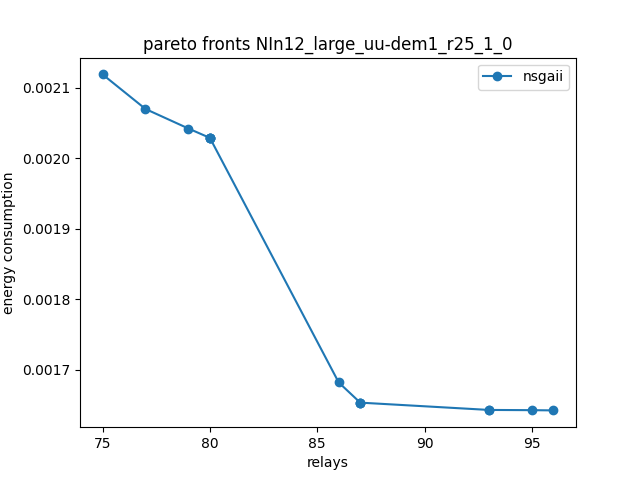 pareto fronts NIn12_large_uu-dem1_r25_1_0
nsgaii
energy consumption
0.0021
0.0020
0.0019
0.0018
0.0017
75
80
85
90
95
relays